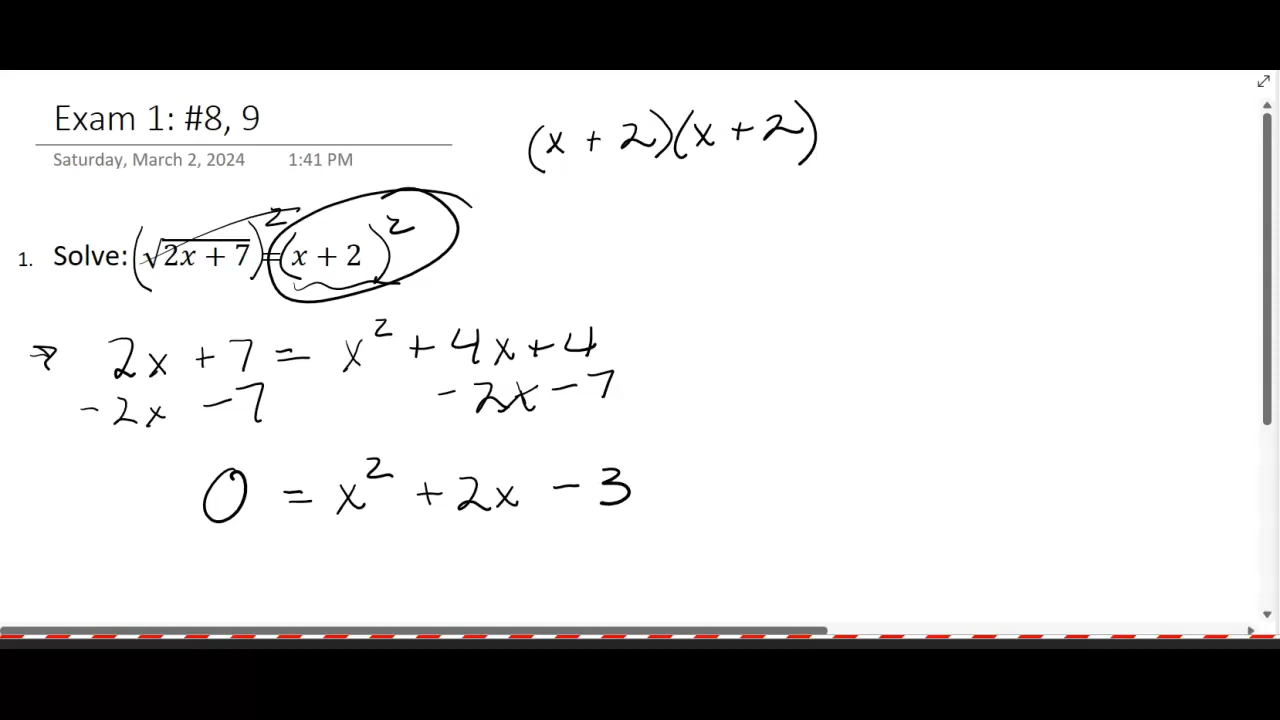 Exam 1: #8, 9
(x + 2)(x + 2)
Saturday, March 2, 2024 1:41 PM
1. Solve: (√2x + 7)² = (x + 2)²
→ 2x + 7 = x² + 4x + 4
- 2x - 7 - 2x - 7
0 = x² + 2x - 3